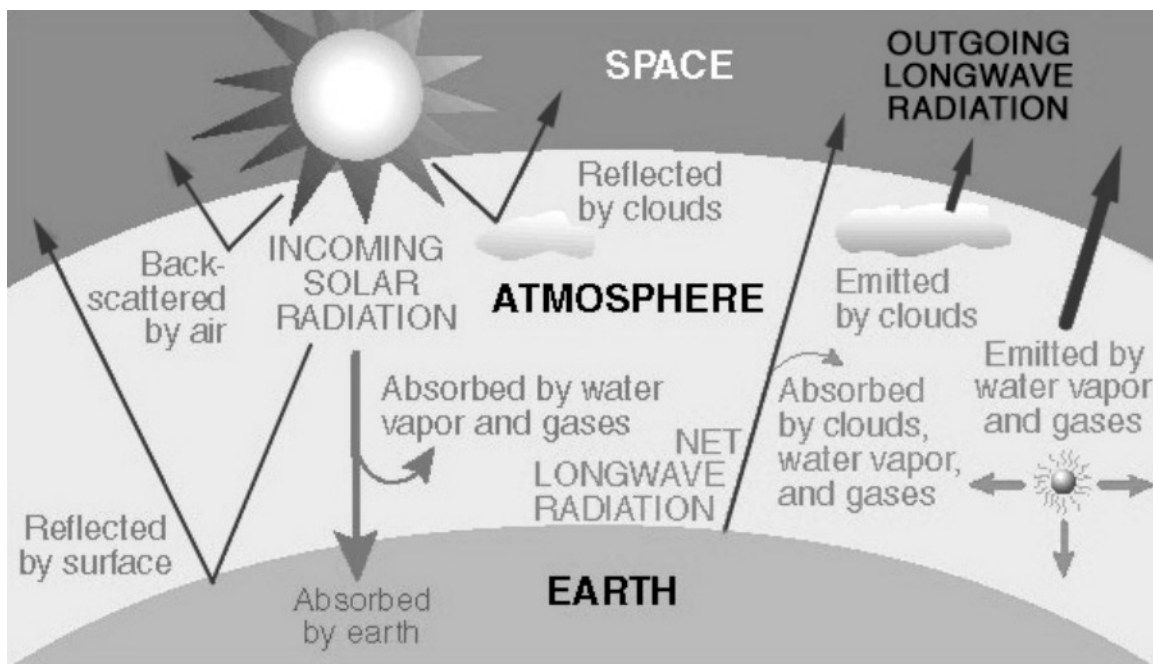 SPACE
OUTGOING
LONGWAVE
RADIATION
Reflected
by clouds
Back-
scattered
by air
INCOMING
SOLAR
RADIATION
ATMOSPHERE
Emitted
by clouds
Emitted by
water vapor
and gases
Absorbed by water
vapor and gases
Absorbed
by clouds,
water vapor,
and gases
NET
LONGWAVE
RADIATION
Reflected
by surface
EARTH
Absorbed
by earth